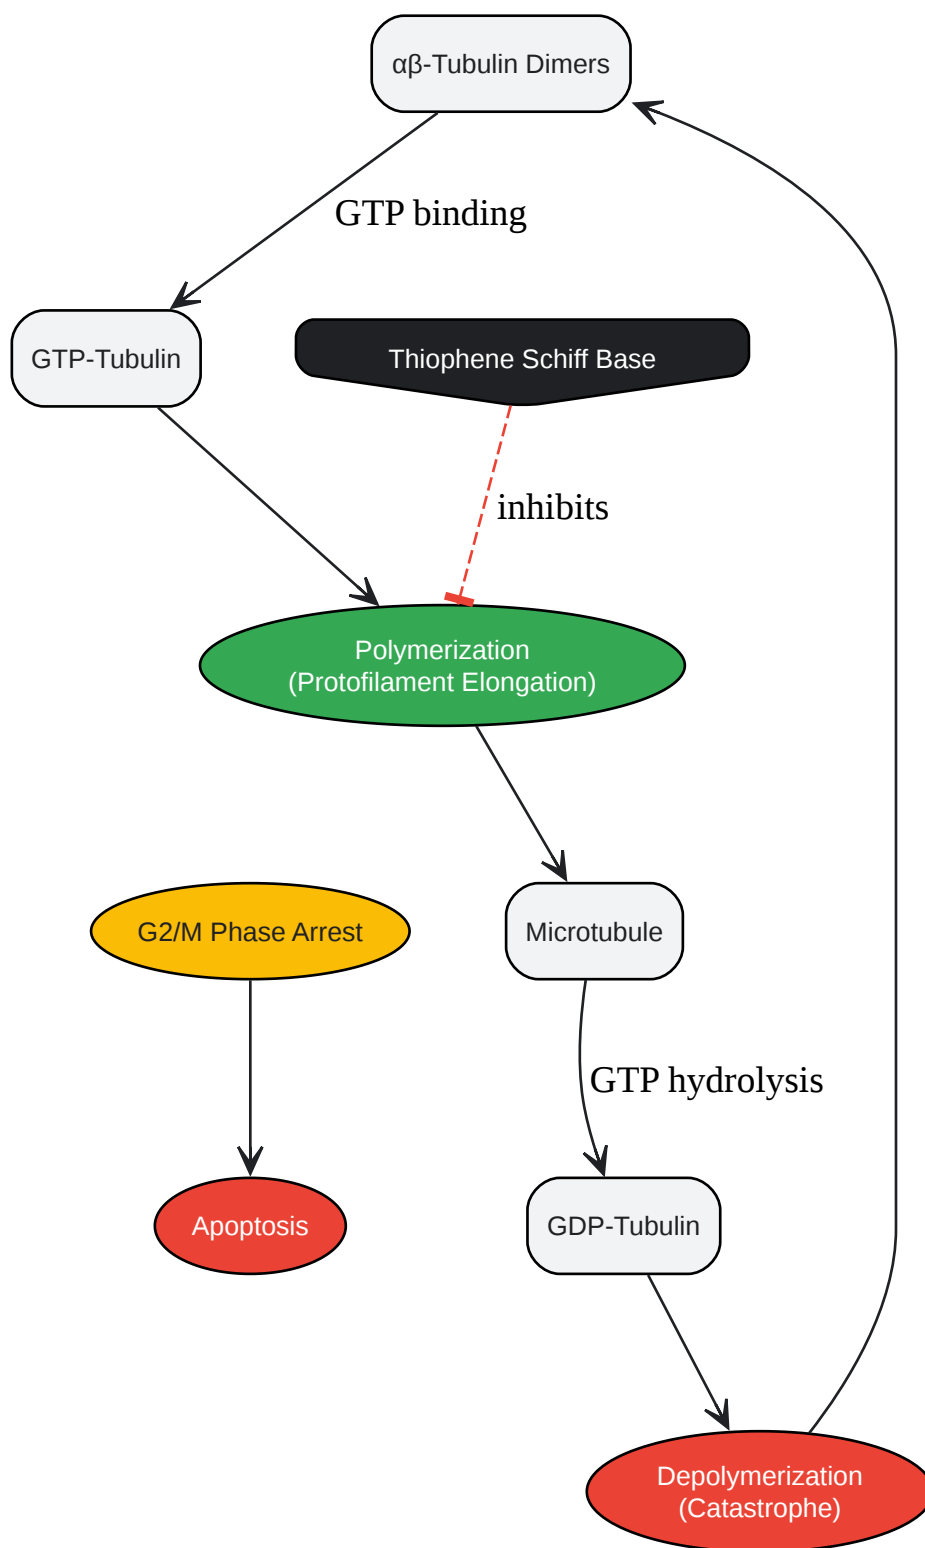 αβ-Tubulin Dimers
GTP binding
GTP-Tubulin
Thiophene Schiff Base
inhibits
Polymerization
(Protofilament Elongation)
G2/M Phase Arrest
Microtubule
GTP hydrolysis
Apoptosis
GDP-Tubulin
Depolymerization
(Catastrophe)